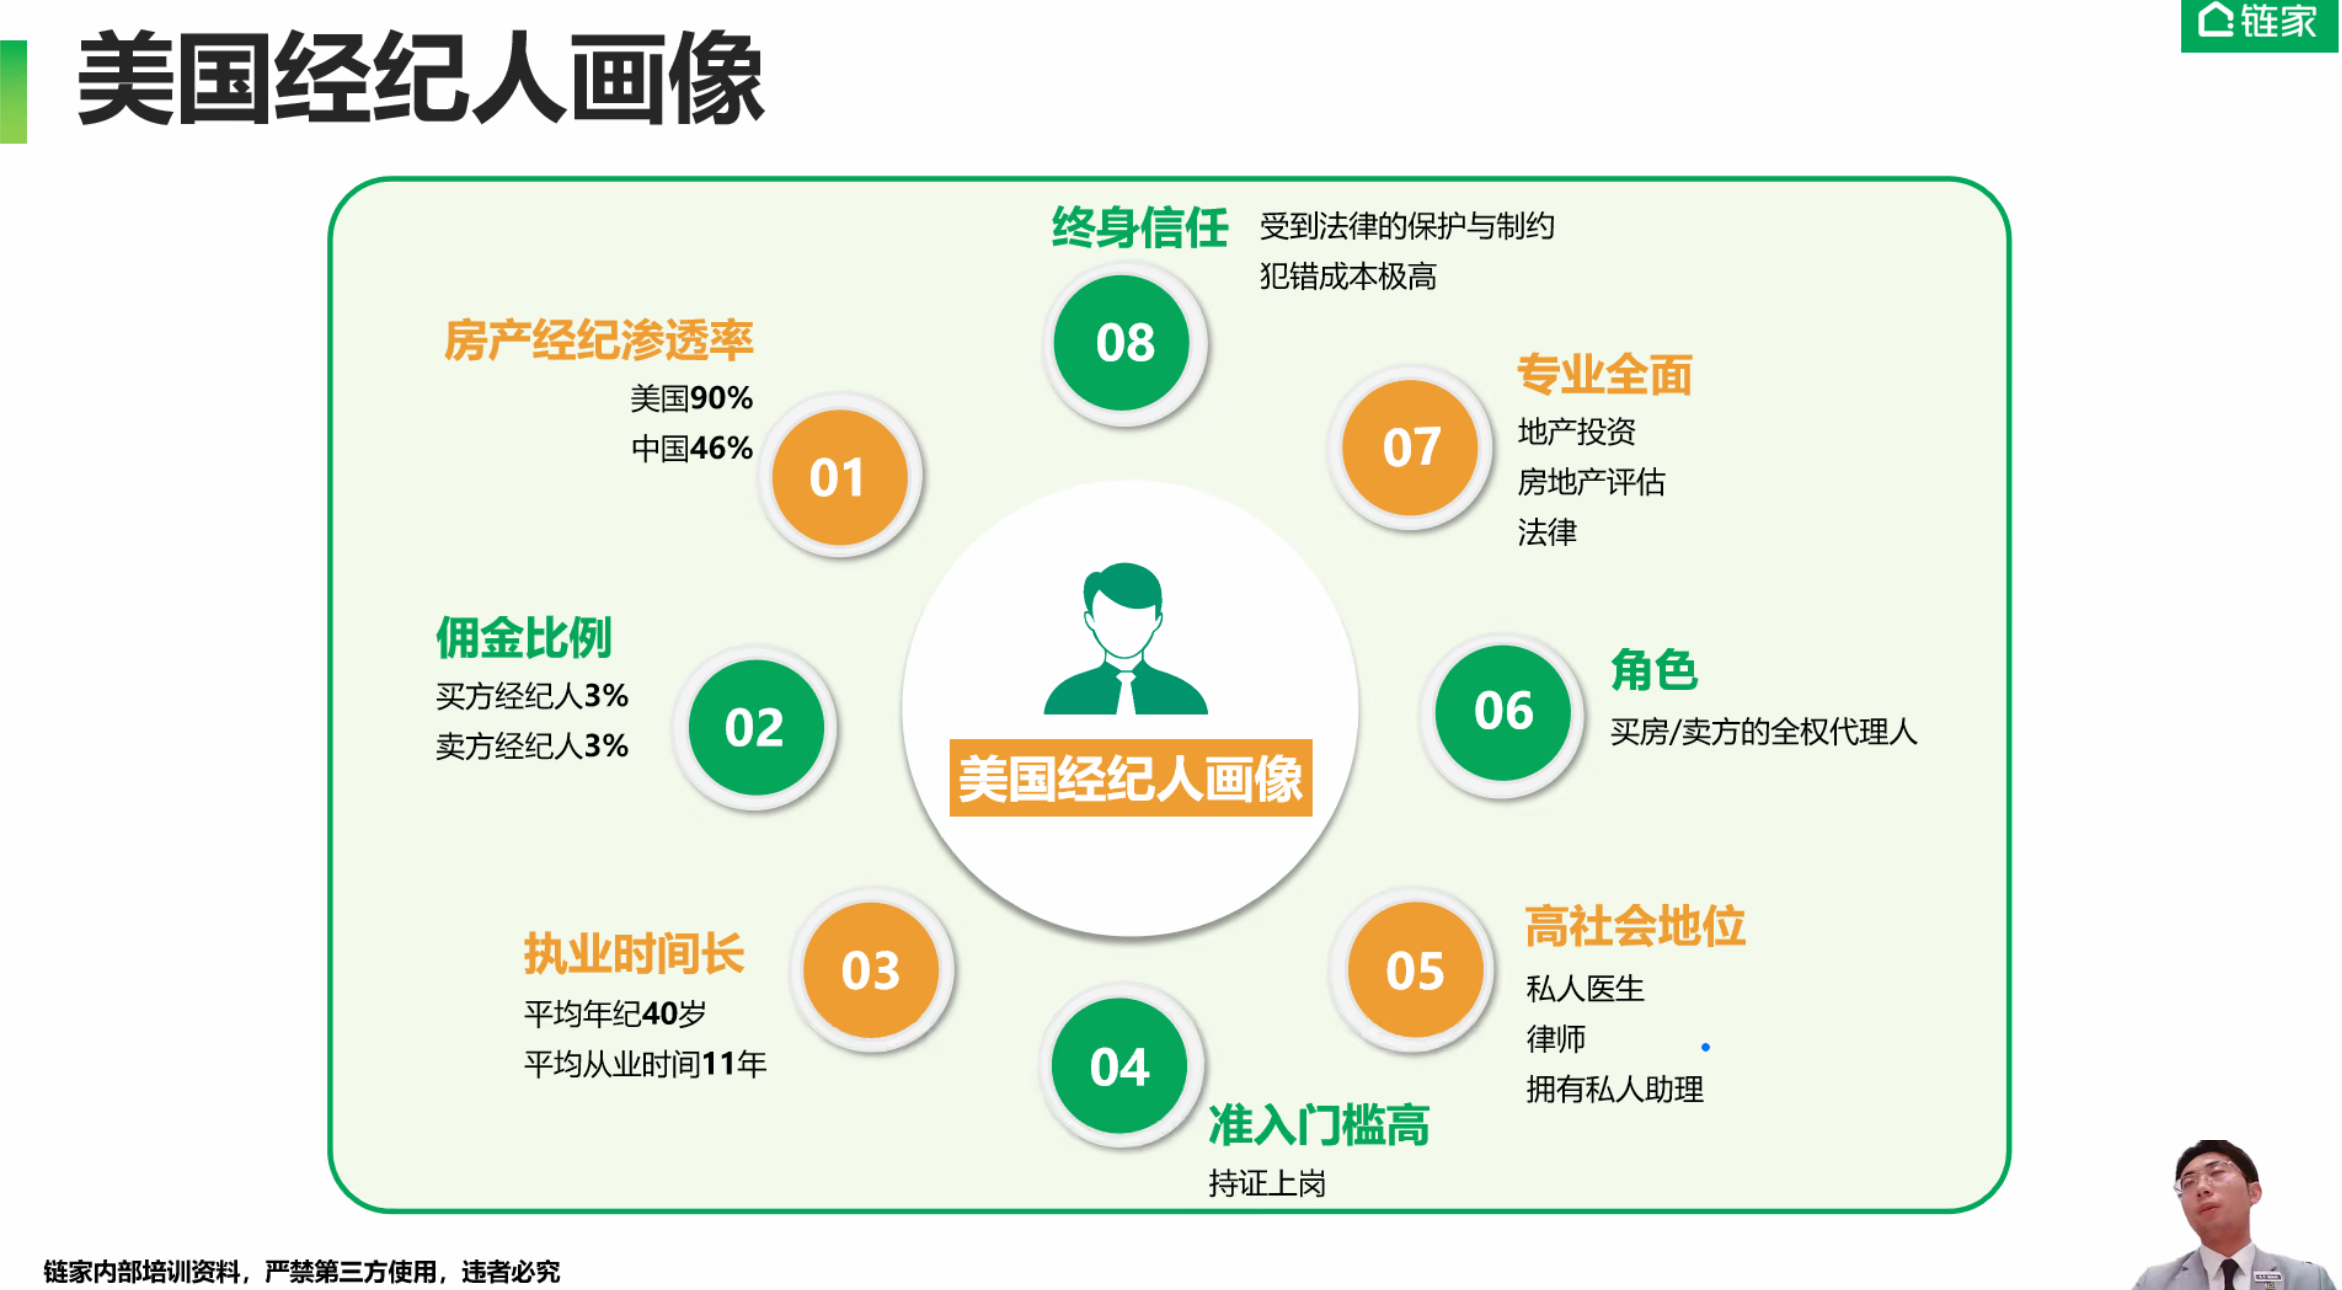 美国经纪人画像
链家
终身信任
受到法律的保护与制约
犯错成本极高
08
房产经纪渗透率
美国90%
中国46%
01
专业全面
地产投资
房地产评估
法律
07
佣金比例
买方经纪人3%
卖方经纪人3%
02
美国经纪人画像
角色
买房/卖方的全权代理人
06
执业时间长
平均年纪40岁
平均从业时间11年
03
高社会地位
私人医生
律师
拥有私人助理
05
04
准入门槛高
持证上岗
链家内部培训资料，严禁第三方使用，违者必究